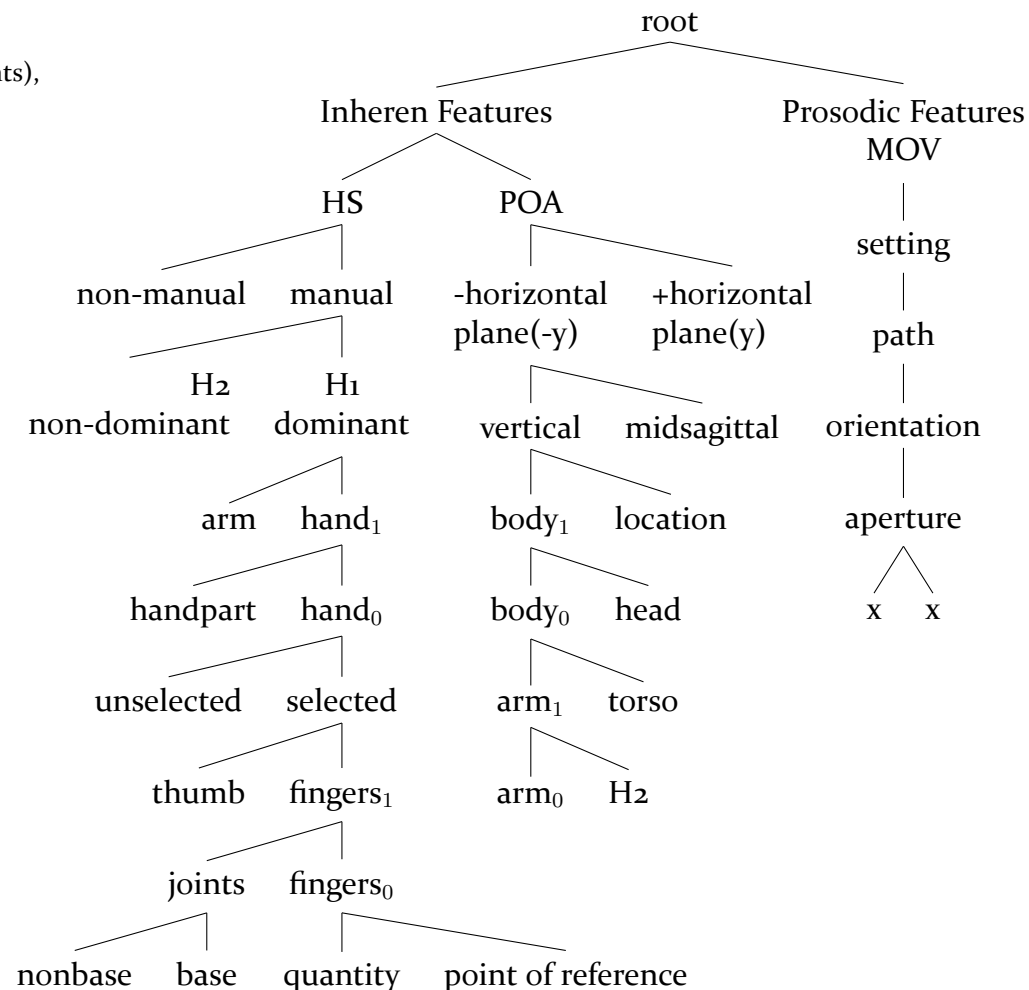 root
nts),
Inheren Features Prosodic Features
MOV
HS POA
setting
non-manual manual -horizontal +horizontal
plane(-y) plane(y)
path
H2 H1
non-dominant dominant vertical midsagittal orientation
arm hand₁ body₁ location aperture
handpart hand₀ body₀ head x x
unselected selected arm₁ torso
thumb fingers₁ arm₀ H2
joints fingers₀
nonbase base quantity point of reference